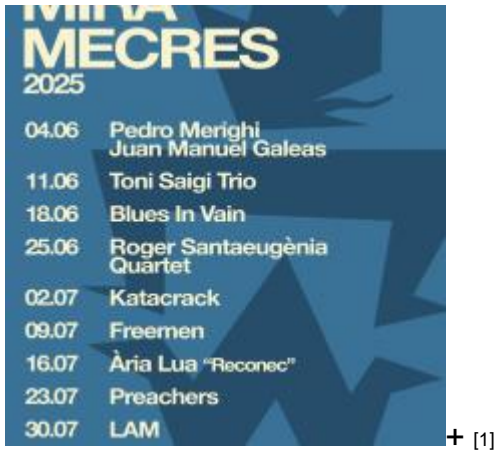 MIRA
MECRES
2025
04.06 Pedro Merighi
Juan Manuel Galeas
11.06 Toni Saigi Trio
18.06 Blues In Vain
25.06 Roger Santaeugènia
Quartet
02.07 Katacrack
09.07 Freemen
16.07 Ària Lua “Reconec”
23.07 Preachers
30.07 LAM
+ [1]